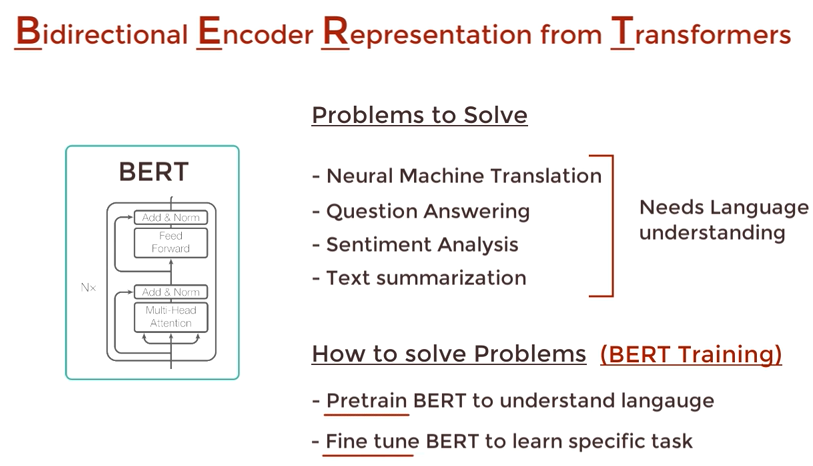 Bidirectional Encoder Representation from Transformers
Problems to Solve
BERT
Add & Norm
Feed
Forward
Nx
Add & Norm
Multi-Head
Attention
- Neural Machine Translation
- Question Answering
- Sentiment Analysis
- Text summarization
Needs Language
understanding
How to solve Problems (BERT Training)
- Pretrain BERT to understand langauge
- Fine tune BERT to learn specific task